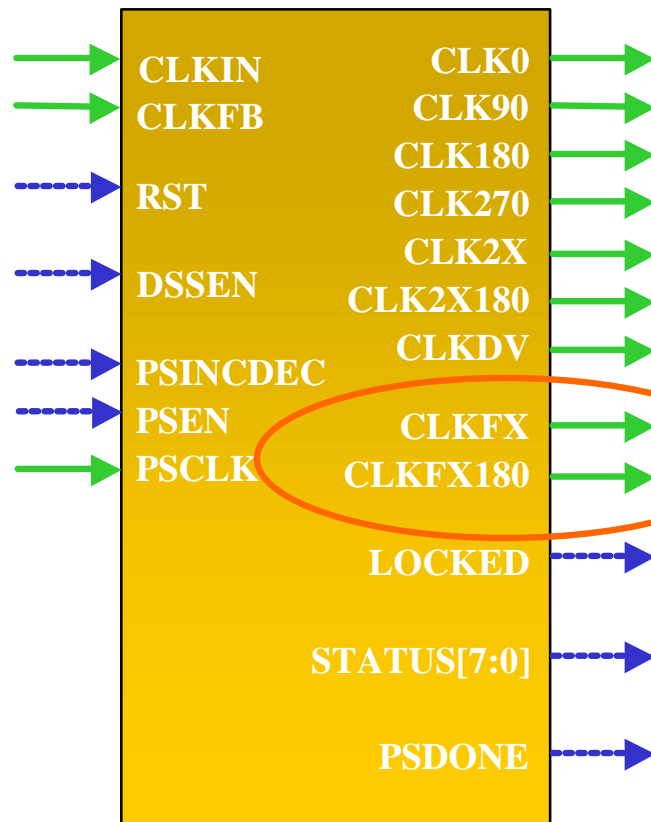 CLKIN
CLKFB
RST
DSSEN
PSINCDEC
PSEN
PSCLK
CLK0
CLK90
CLK180
CLK270
CLK2X
CLK2X180
CLKDV
CLKFX
CLKFX180
LOCKED
STATUS[7:0]
PSDONE